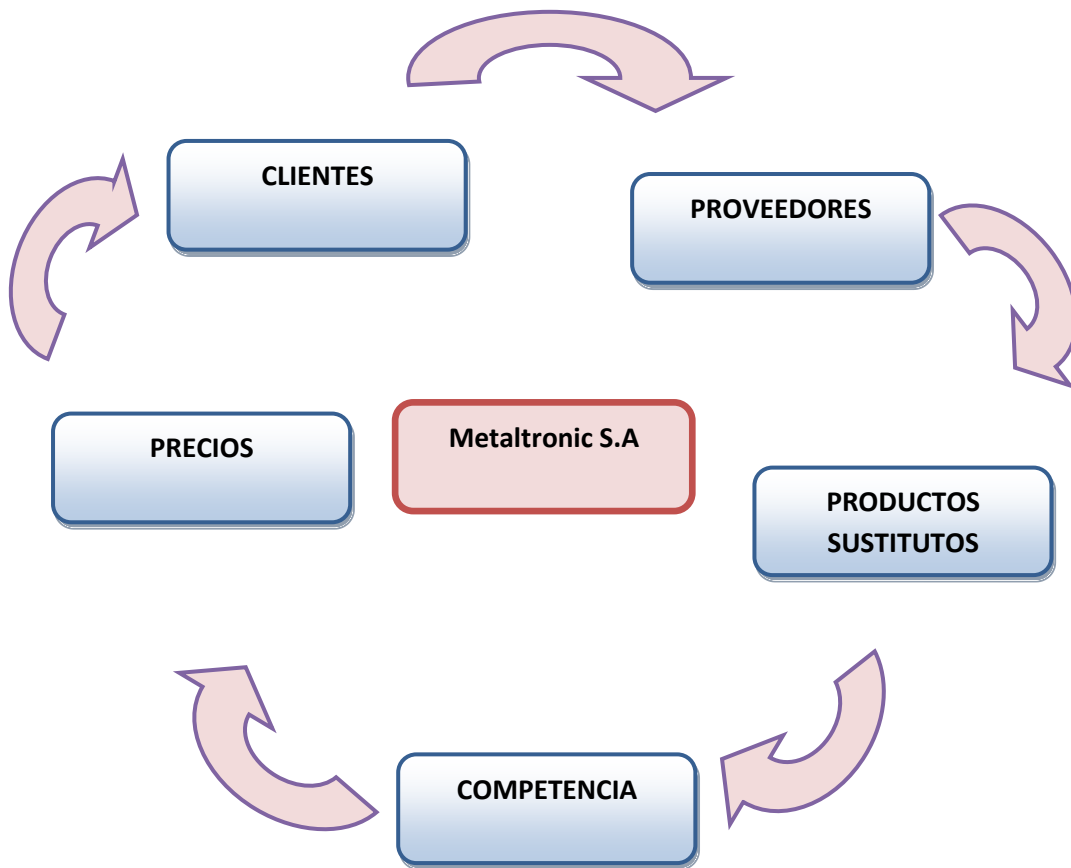 CLIENTES
PROVEEDORES
PRECIOS
Metaltronic S.A
PRODUCTOS
SUSTITUTOS
COMPETENCIA